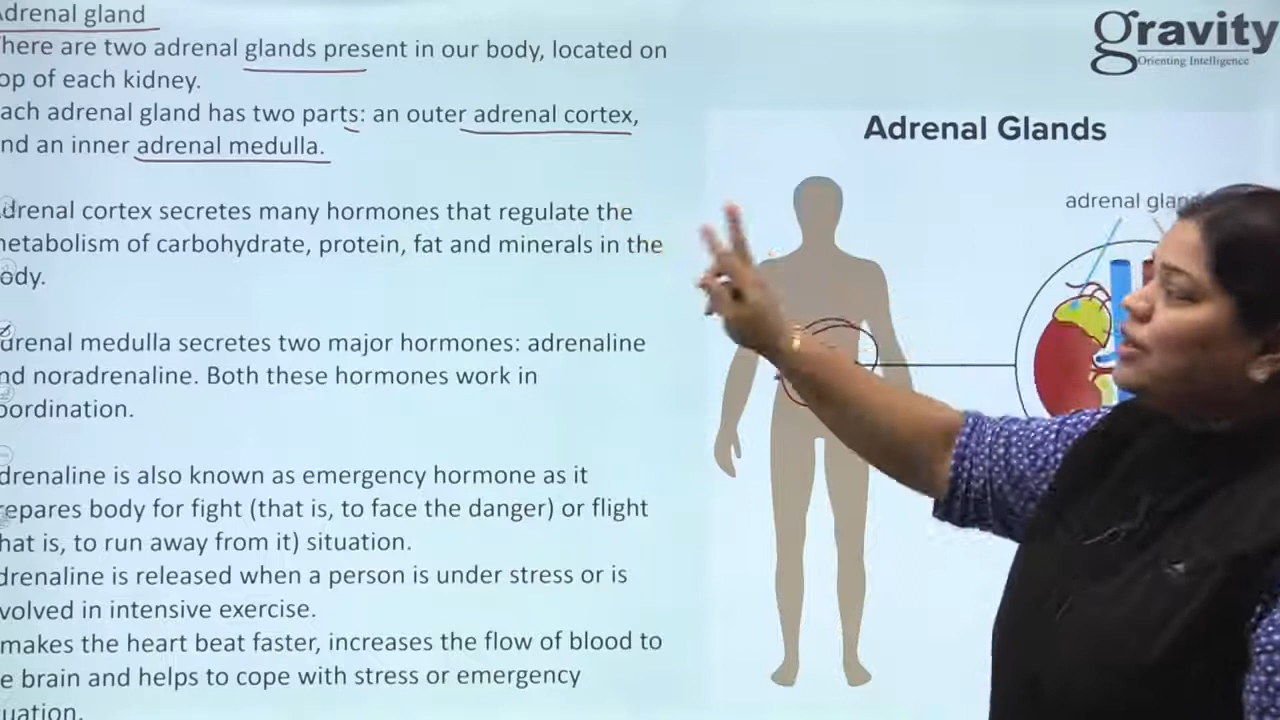 drenal gland
here are two adrenal glands present in our body, located on
op of each kidney.
ach adrenal gland has two parts: an outer adrenal cortex,
nd an inner adrenal medulla.
drenal cortex secretes many hormones that regulate the
etabolism of carbohydrate, protein, fat and minerals in the
ody.
drenal medulla secretes two major hormones: adrenaline
nd noradrenaline. Both these hormones work in
oordination.
drenaline is also known as emergency hormone as it
repares body for fight (that is, to face the danger) or flight
hat is, to run away from it) situation.
drenaline is released when a person is under stress or is
volved in intensive exercise.
makes the heart beat faster, increases the flow of blood to
e brain and helps to cope with stress or emergency
uation.
gravity
Orienting Intelligence
Adrenal Glands
adrenal glan